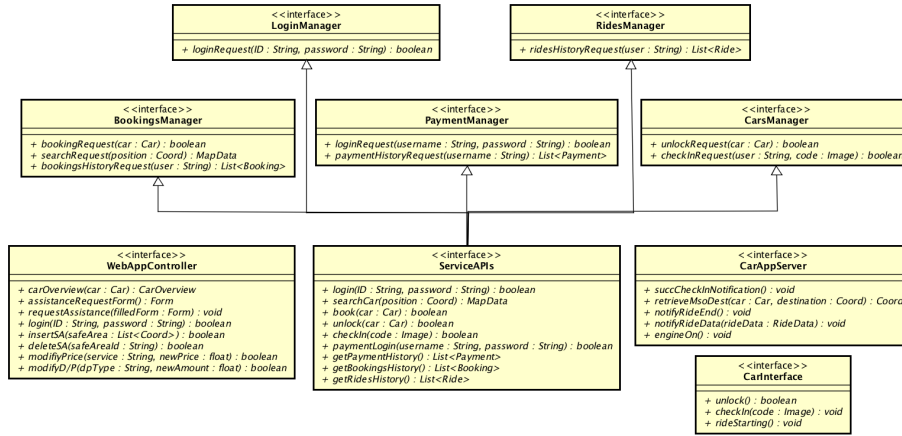 <<interface>>
LoginManager
+ loginRequest(ID : String, password : String) : boolean
<<interface>>
RidesManager
+ ridesHistoryRequest(user : String) : List<Ride>
<<interface>>
BookingsManager
+ bookingRequest(car : Car) : boolean
+ searchRequest(position : Coord) : MapData
+ bookingsHistoryRequest(user : String) : List<Booking>
<<interface>>
PaymentManager
+ loginRequest(username : String, password : String) : boolean
+ paymentHistoryRequest(username : String) : List<Payment>
<<interface>>
CarsManager
+ unlockRequest(car : Car) : boolean
+ checkInRequest(user : String, code : Image) : boolean
<<interface>>
WebAppController
+ carOverview(car : Car) : CarOverview
+ assistanceRequestForm() : Form
+ requestAssistance(filledForm : Form) : void
+ login(ID : String, password : String) : boolean
+ insertSA(safeArea : List<Coord>) : boolean
+ deleteSA(safeAreaId : String) : boolean
+ modifiyPrice(service : String, newPrice : float) : boolean
+ modifyD/P(dpType : String, newAmount : float) : boolean
<<interface>>
ServiceAPIs
+ login(ID : String, password : String) : boolean
+ searchCar(position : Coord) : MapData
+ book(car : Car) : boolean
+ unlock(car : Car) : boolean
+ checkIn(code : Image) : boolean
+ paymentLogin(username : String, password : String) : boolean
+ getPaymentHistory() : List<Payment>
+ getBookingsHistory() : List<Booking>
+ getRidesHistory() : List<Ride>
<<interface>>
CarAppServer
+ succCheckInNotification() : void
+ retrieveMsoDest(car : Car, destination : Coord) : Coord
+ notifyRideEnd() : void
+ notifyRideData(rideData : RideData) : void
+ engineOn() : void
<<interface>>
CarInterface
+ unlock() : boolean
+ checkIn(code : Image) : void
+ rideStarting() : void